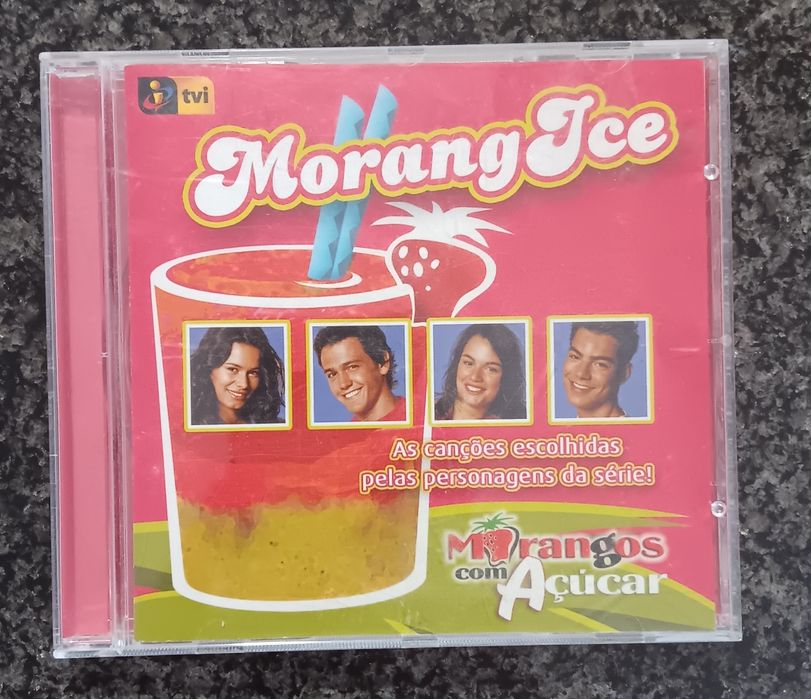 tvi
MorangIce
As canções escolhidas
pelas personagens da série!
Morangos
com Açúcar